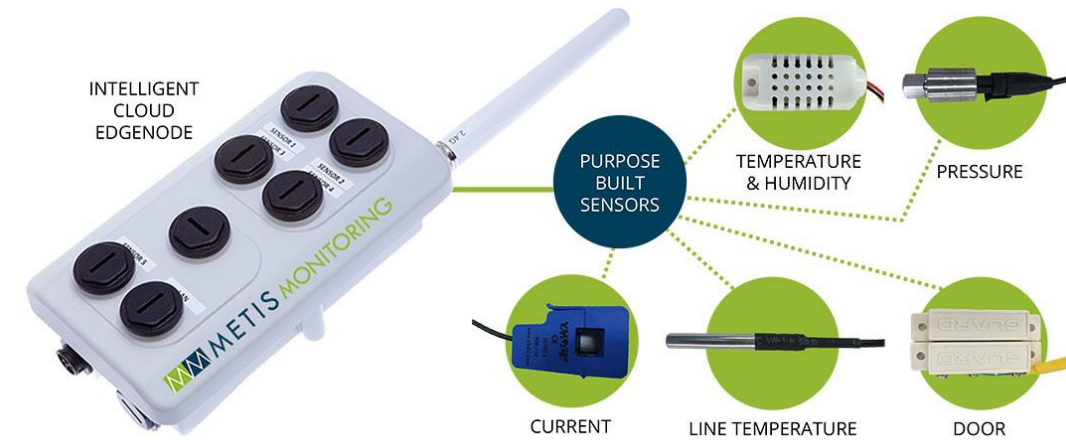 INTELLIGENT
CLOUD
EDGENODE
SENSOR 1
SENSOR 3
SENSOR 2
SENSOR 4
SENSOR 5
2.4G
METIS MONITORING
PURPOSE
BUILT
SENSORS
TEMPERATURE
& HUMIDITY
PRESSURE
CURRENT
LINE TEMPERATURE
GUARD
GUARD
DOOR